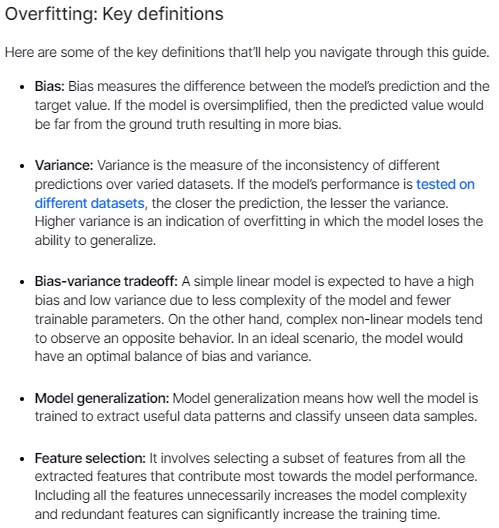 Overfitting: Key definitions
Here are some of the key definitions that'll help you navigate through this guide.
• Bias: Bias measures the difference between the model's prediction and the
target value. If the model is oversimplified, then the predicted value would
be far from the ground truth resulting in more bias.
• Variance: Variance is the measure of the inconsistency of different
predictions over varied datasets. If the model's performance is tested on
different datasets, the closer the prediction, the lesser the variance.
Higher variance is an indication of overfitting in which the model loses the
ability to generalize.
• Bias-variance tradeoff: A simple linear model is expected to have a high
bias and low variance due to less complexity of the model and fewer
trainable parameters. On the other hand, complex non-linear models tend
to observe an opposite behavior. In an ideal scenario, the model would
have an optimal balance of bias and variance.
• Model generalization: Model generalization means how well the model is
trained to extract useful data patterns and classify unseen data samples.
• Feature selection: It involves selecting a subset of features from all the
extracted features that contribute most towards the model performance.
Including all the features unnecessarily increases the model complexity
and redundant features can significantly increase the training time.